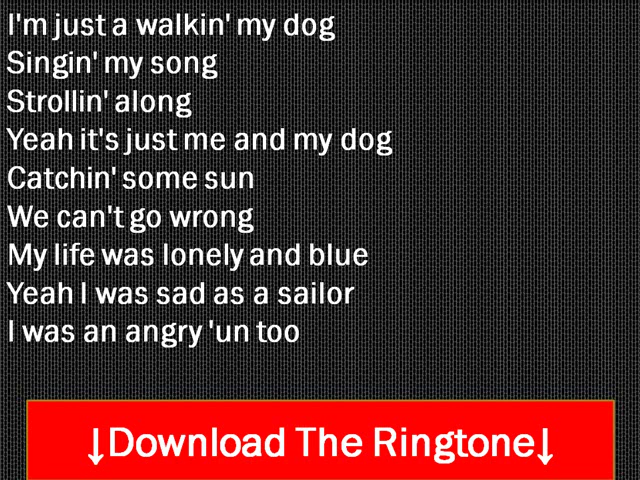 I'm just a walkin' my dog
Singin' my song
Strollin' along
Yeah it's just me and my dog
Catchin' some sun
We can't go wrong
My life was lonely and blue
Yeah I was sad as a sailor
I was an angry 'un too
↓Download The Ringtone↓